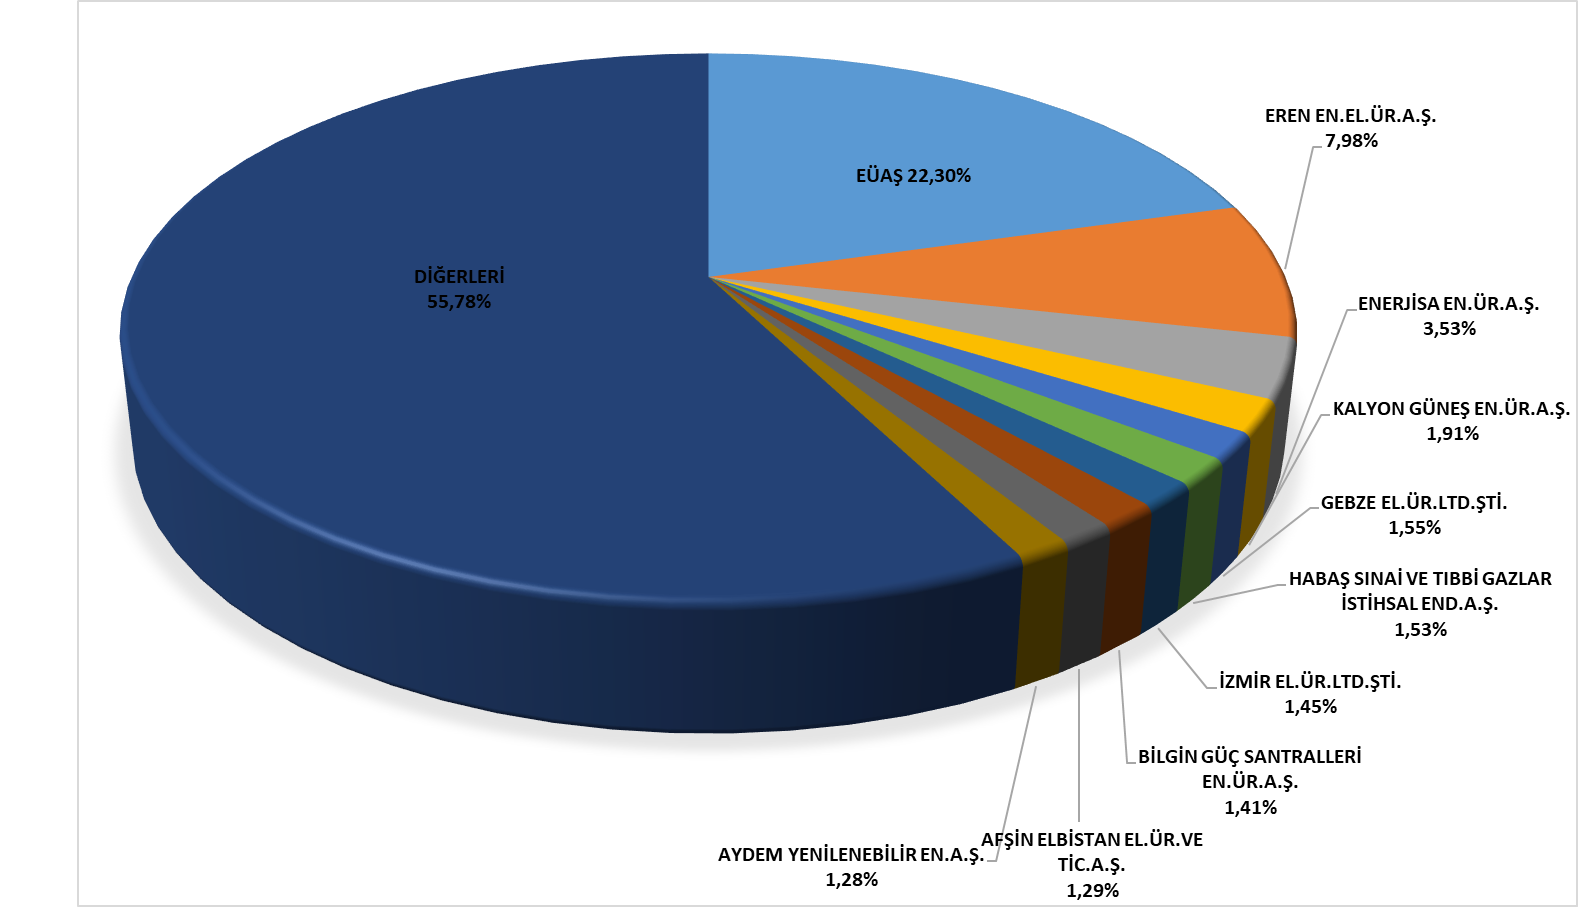 EREN EN.EL.ÜR.A.Ş.
7,98%
EÜAŞ 22,30%
DİĞERLERİ
55,78%
ENERJİSA EN.ÜR.A.Ş.
3,53%
KALYON GÜNEŞ EN.ÜR.A.Ş.
1,91%
GEBZE EL.ÜR.LTD.ŞTİ.
1,55%
HABAŞ SINAİ VE TIBBİ GAZLAR
İSTİHSAL END.A.Ş.
1,53%
İZMİR EL.ÜR.LTD.ŞTİ.
1,45%
BİLGİN GÜÇ SANTRALLERİ
EN.ÜR.A.Ş.
1,41%
AFŞİN ELBİSTAN EL.ÜR.VE
TİC.A.Ş.
1,29%
AYDEM YENİLENEBİLİR EN.A.Ş.
1,28%